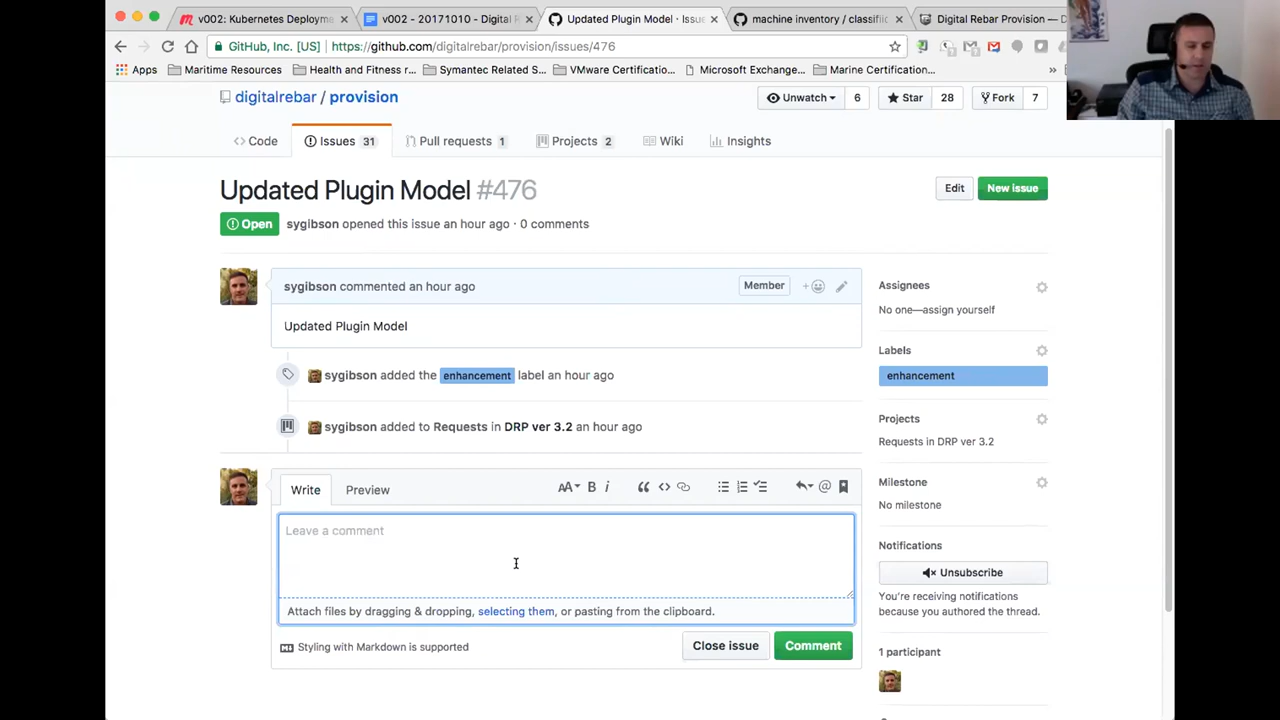 v002: Kubernetes Deployme
v002 - 20171010 - Digital R
Updated Plugin Model · Issu
machine inventory / classific
Digital Rebar Provision — D
GitHub, Inc. [US]
https://github.com/digitalrebar/provision/issues/476
Apps
Maritime Resources
Health and Fitness r...
Symantec Related S...
VMware Certificatio...
Microsoft Exchange...
Marine Certification...
»
digitalrebar / provision
Unwatch 6
Star 28
Fork 7
Code
Issues 31
Pull requests 1
Projects 2
Wiki
Insights
Updated Plugin Model #476
Edit
New issue
Open
sygibson opened this issue an hour ago · 0 comments
sygibson commented an hour ago
Member
Updated Plugin Model
sygibson added the enhancement label an hour ago
sygibson added to Requests in DRP ver 3.2 an hour ago
Write
Preview
AA B i
Leave a comment
Attach files by dragging & dropping, selecting them, or pasting from the clipboard.
Styling with Markdown is supported
Close issue
Comment
Assignees
No one—assign yourself
Labels
enhancement
Projects
Requests in DRP ver 3.2
Milestone
No milestone
Notifications
Unsubscribe
You're receiving notifications
because you authored the thread.
1 participant